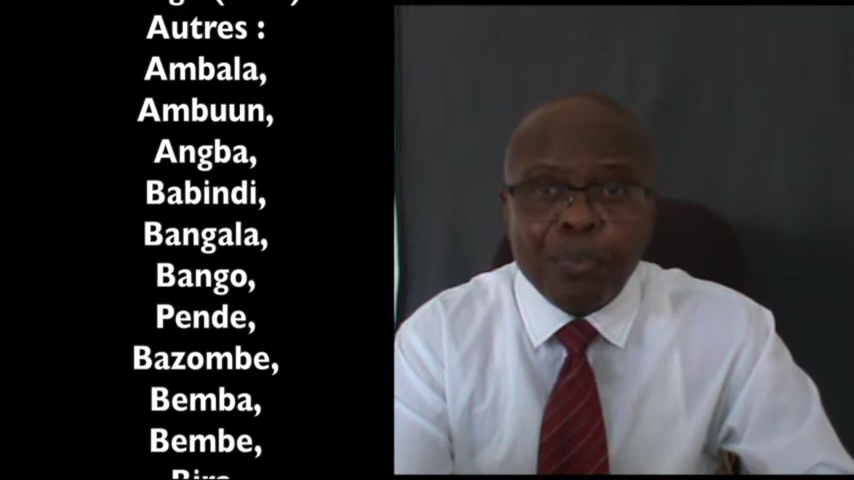 Autres :
Ambala,
Ambuun,
Angba,
Babindi,
Bangala,
Bango,
Pende,
Bazombe,
Bemba,
Bembe,